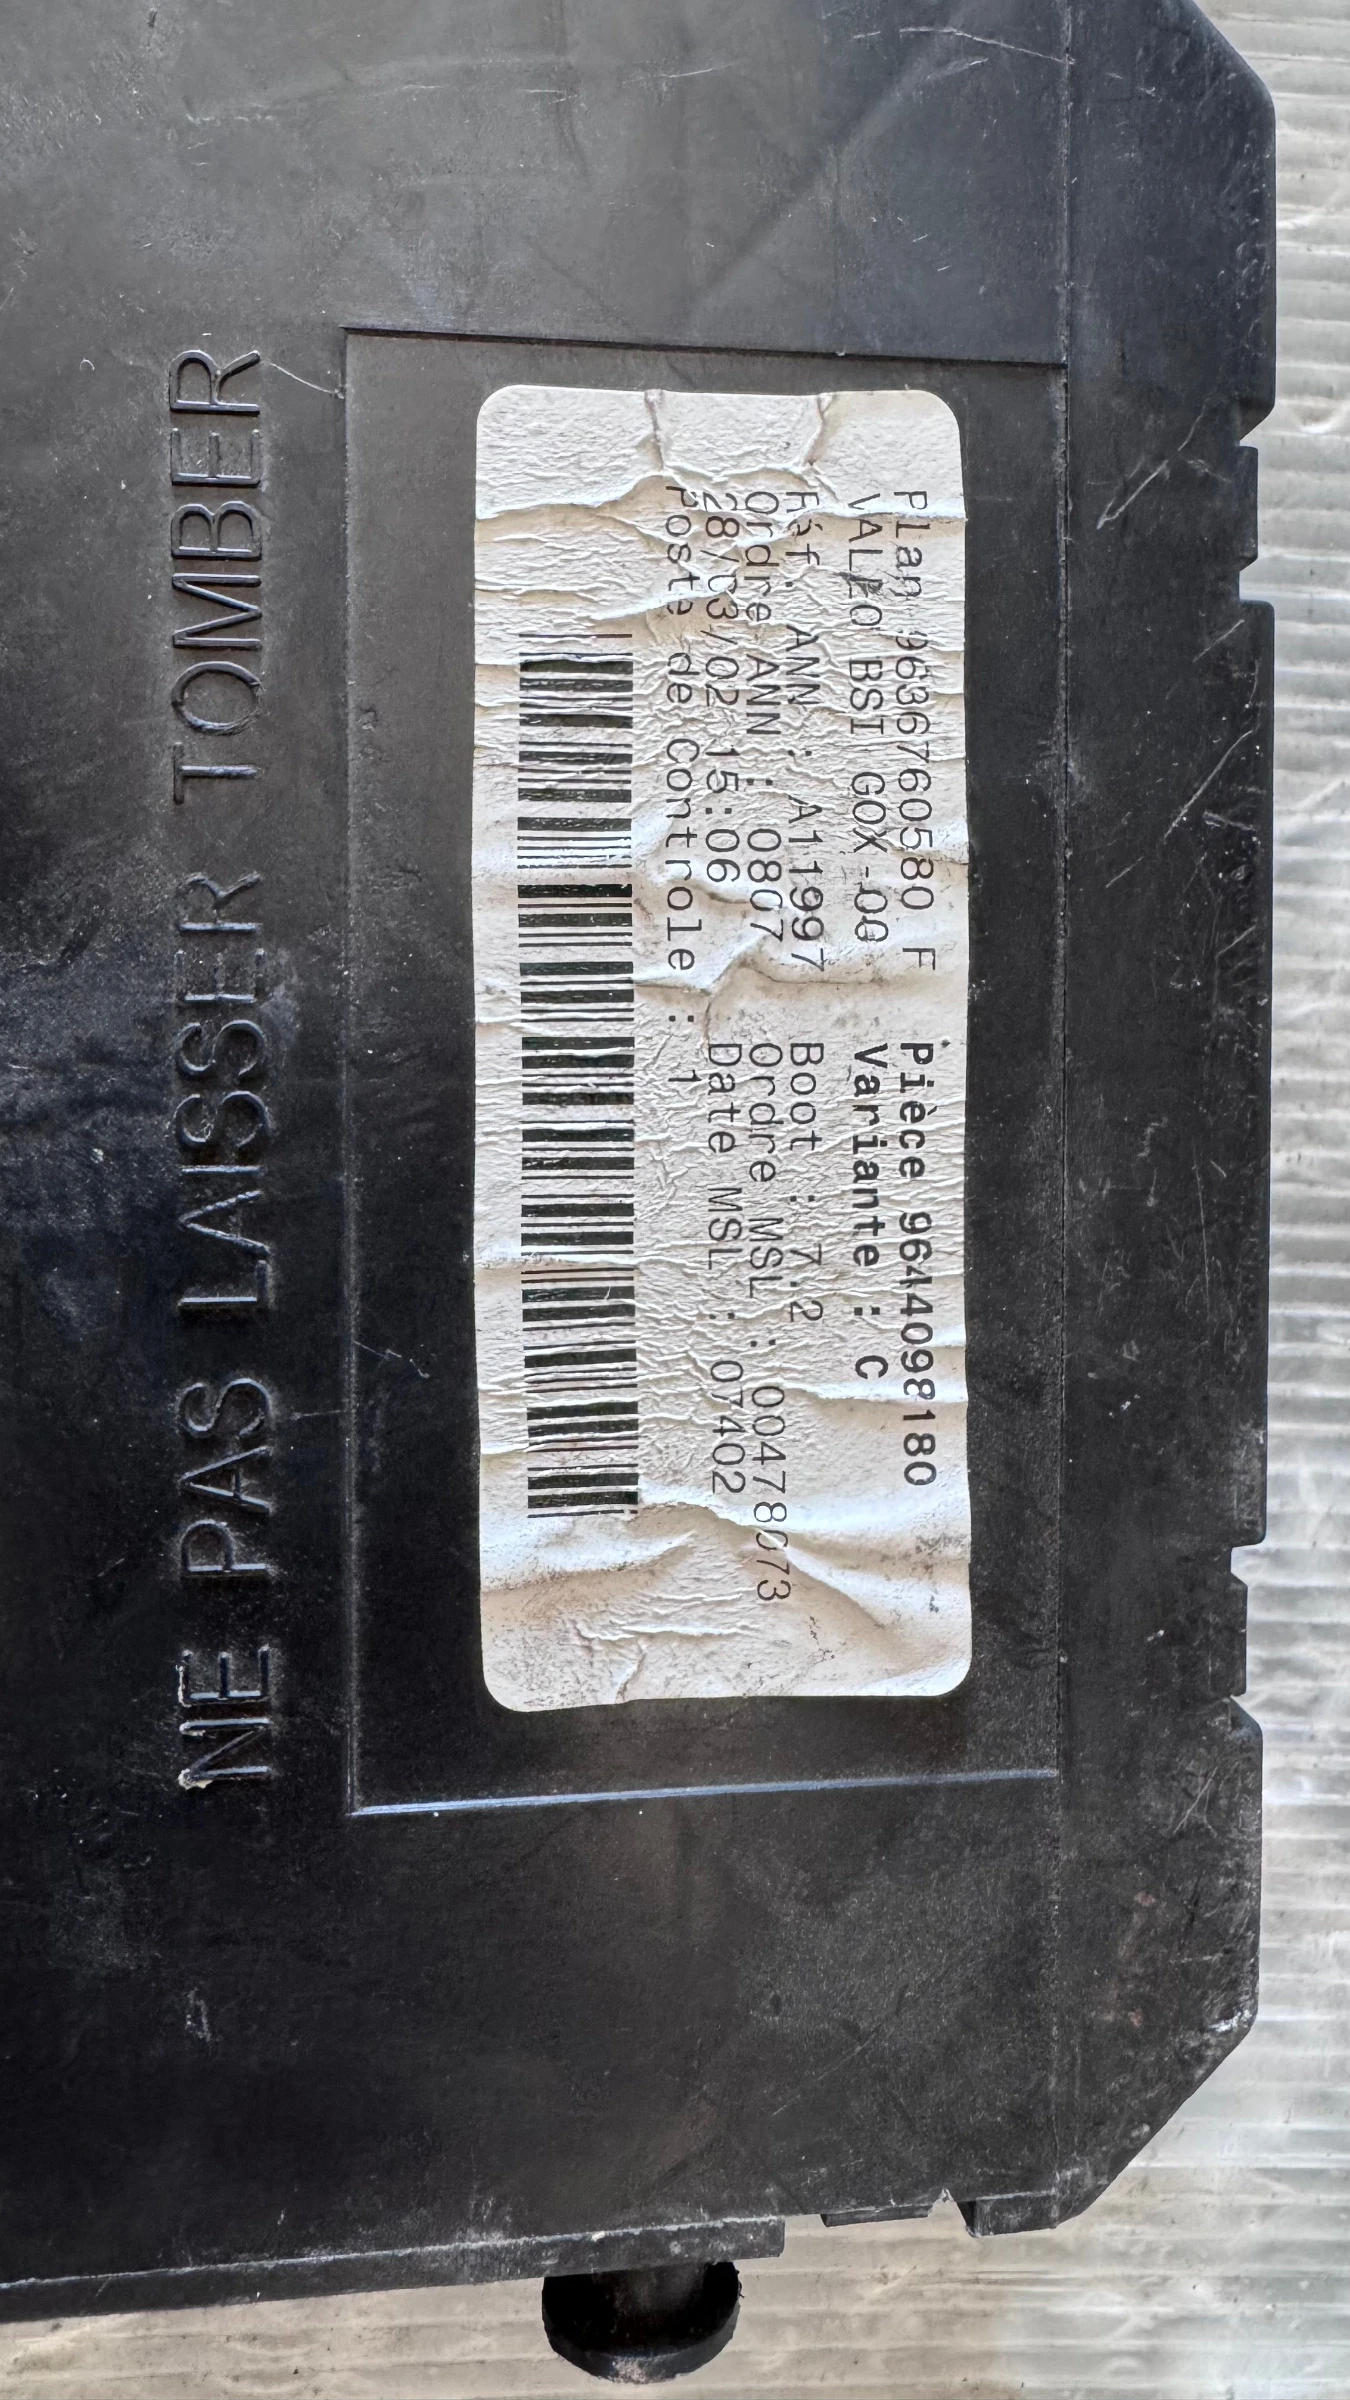 Plan 9636760580 F Pièce 9644098180
VALEO BSI GOX-00 Variante : C
Réf. ANN : A11997 Boot : 7.2
Ordre ANN : 0807 Ordre MSL : 00478073
28/03/02 15:06 Date MSL : 07402
Poste de Controle : 1
NE PAS LAISSER TOMBER